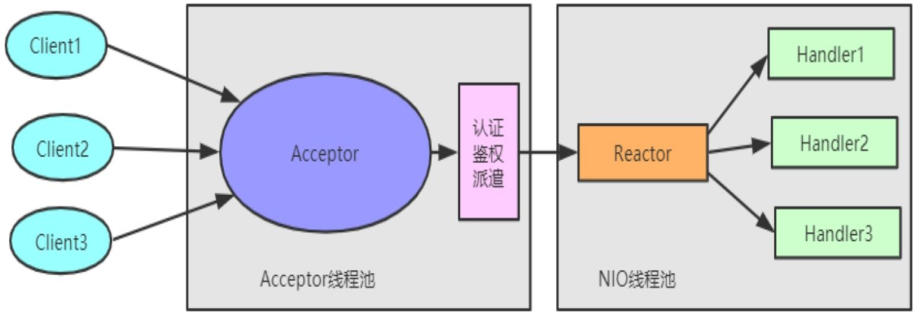 Client1
Client2
Client3
Acceptor
认证
鉴权
派遣
Acceptor线程池
Reactor
Handler1
Handler2
Handler3
NIO线程池